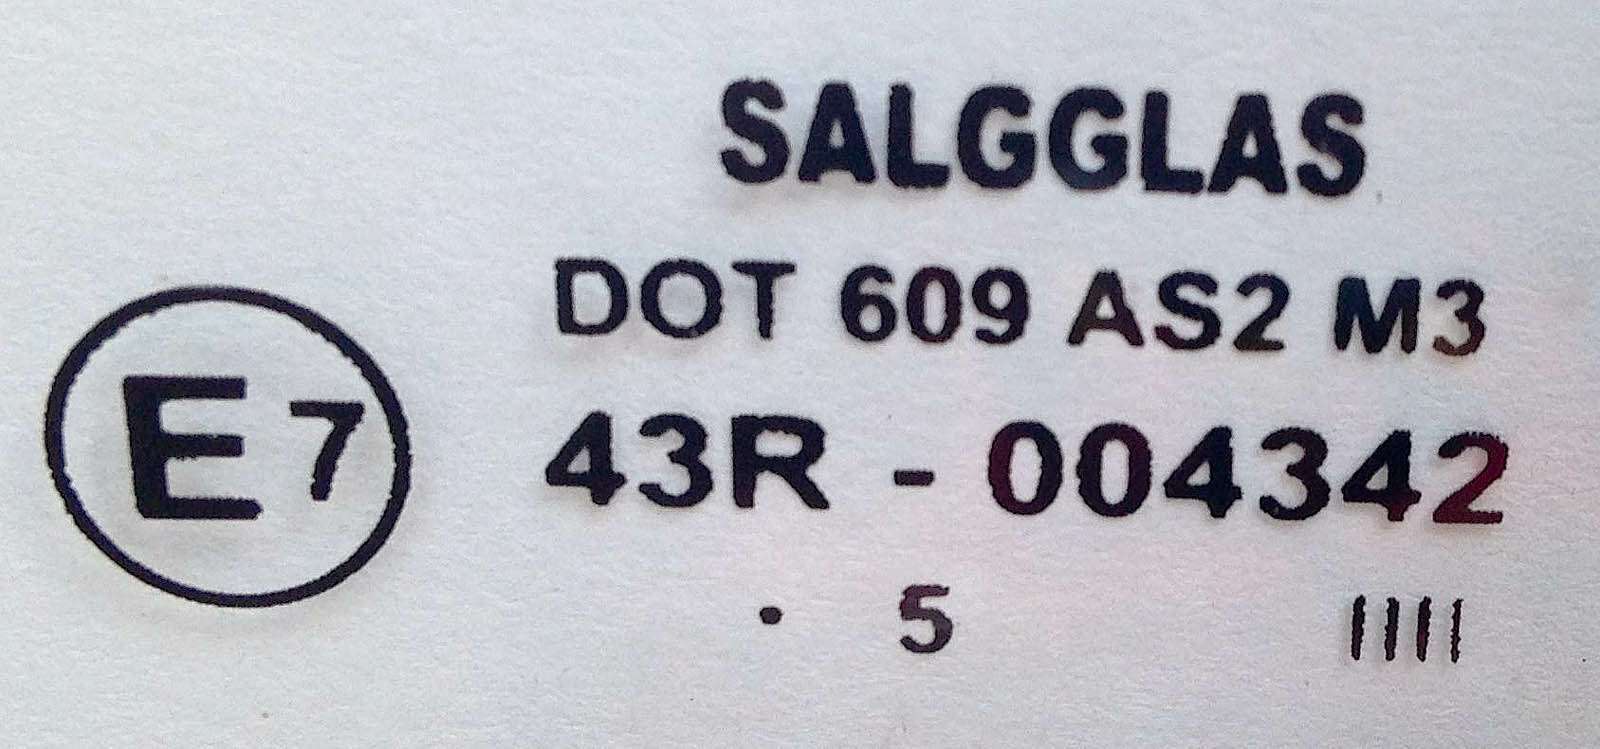 SALGGLAS
DOT 609 AS2 M3
E7
43R - 004342
. 5 IIII